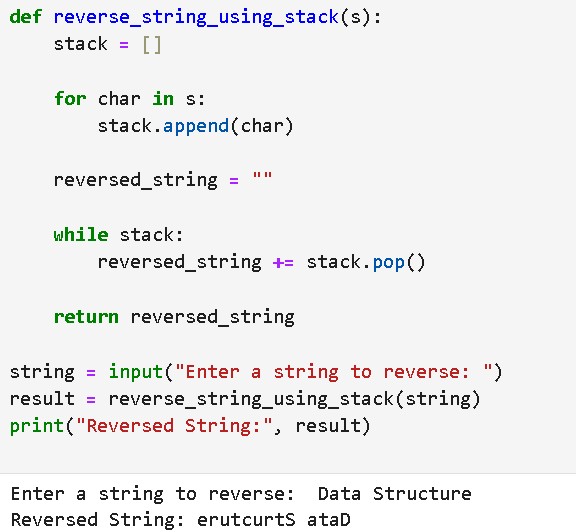 def reverse_string_using_stack(s):
    stack = []

    for char in s:
        stack.append(char)

    reversed_string = ""

    while stack:
        reversed_string += stack.pop()

    return reversed_string

string = input("Enter a string to reverse: ")
result = reverse_string_using_stack(string)
print("Reversed String:", result)

Enter a string to reverse:  Data Structure
Reversed String: erutcurtS ataD